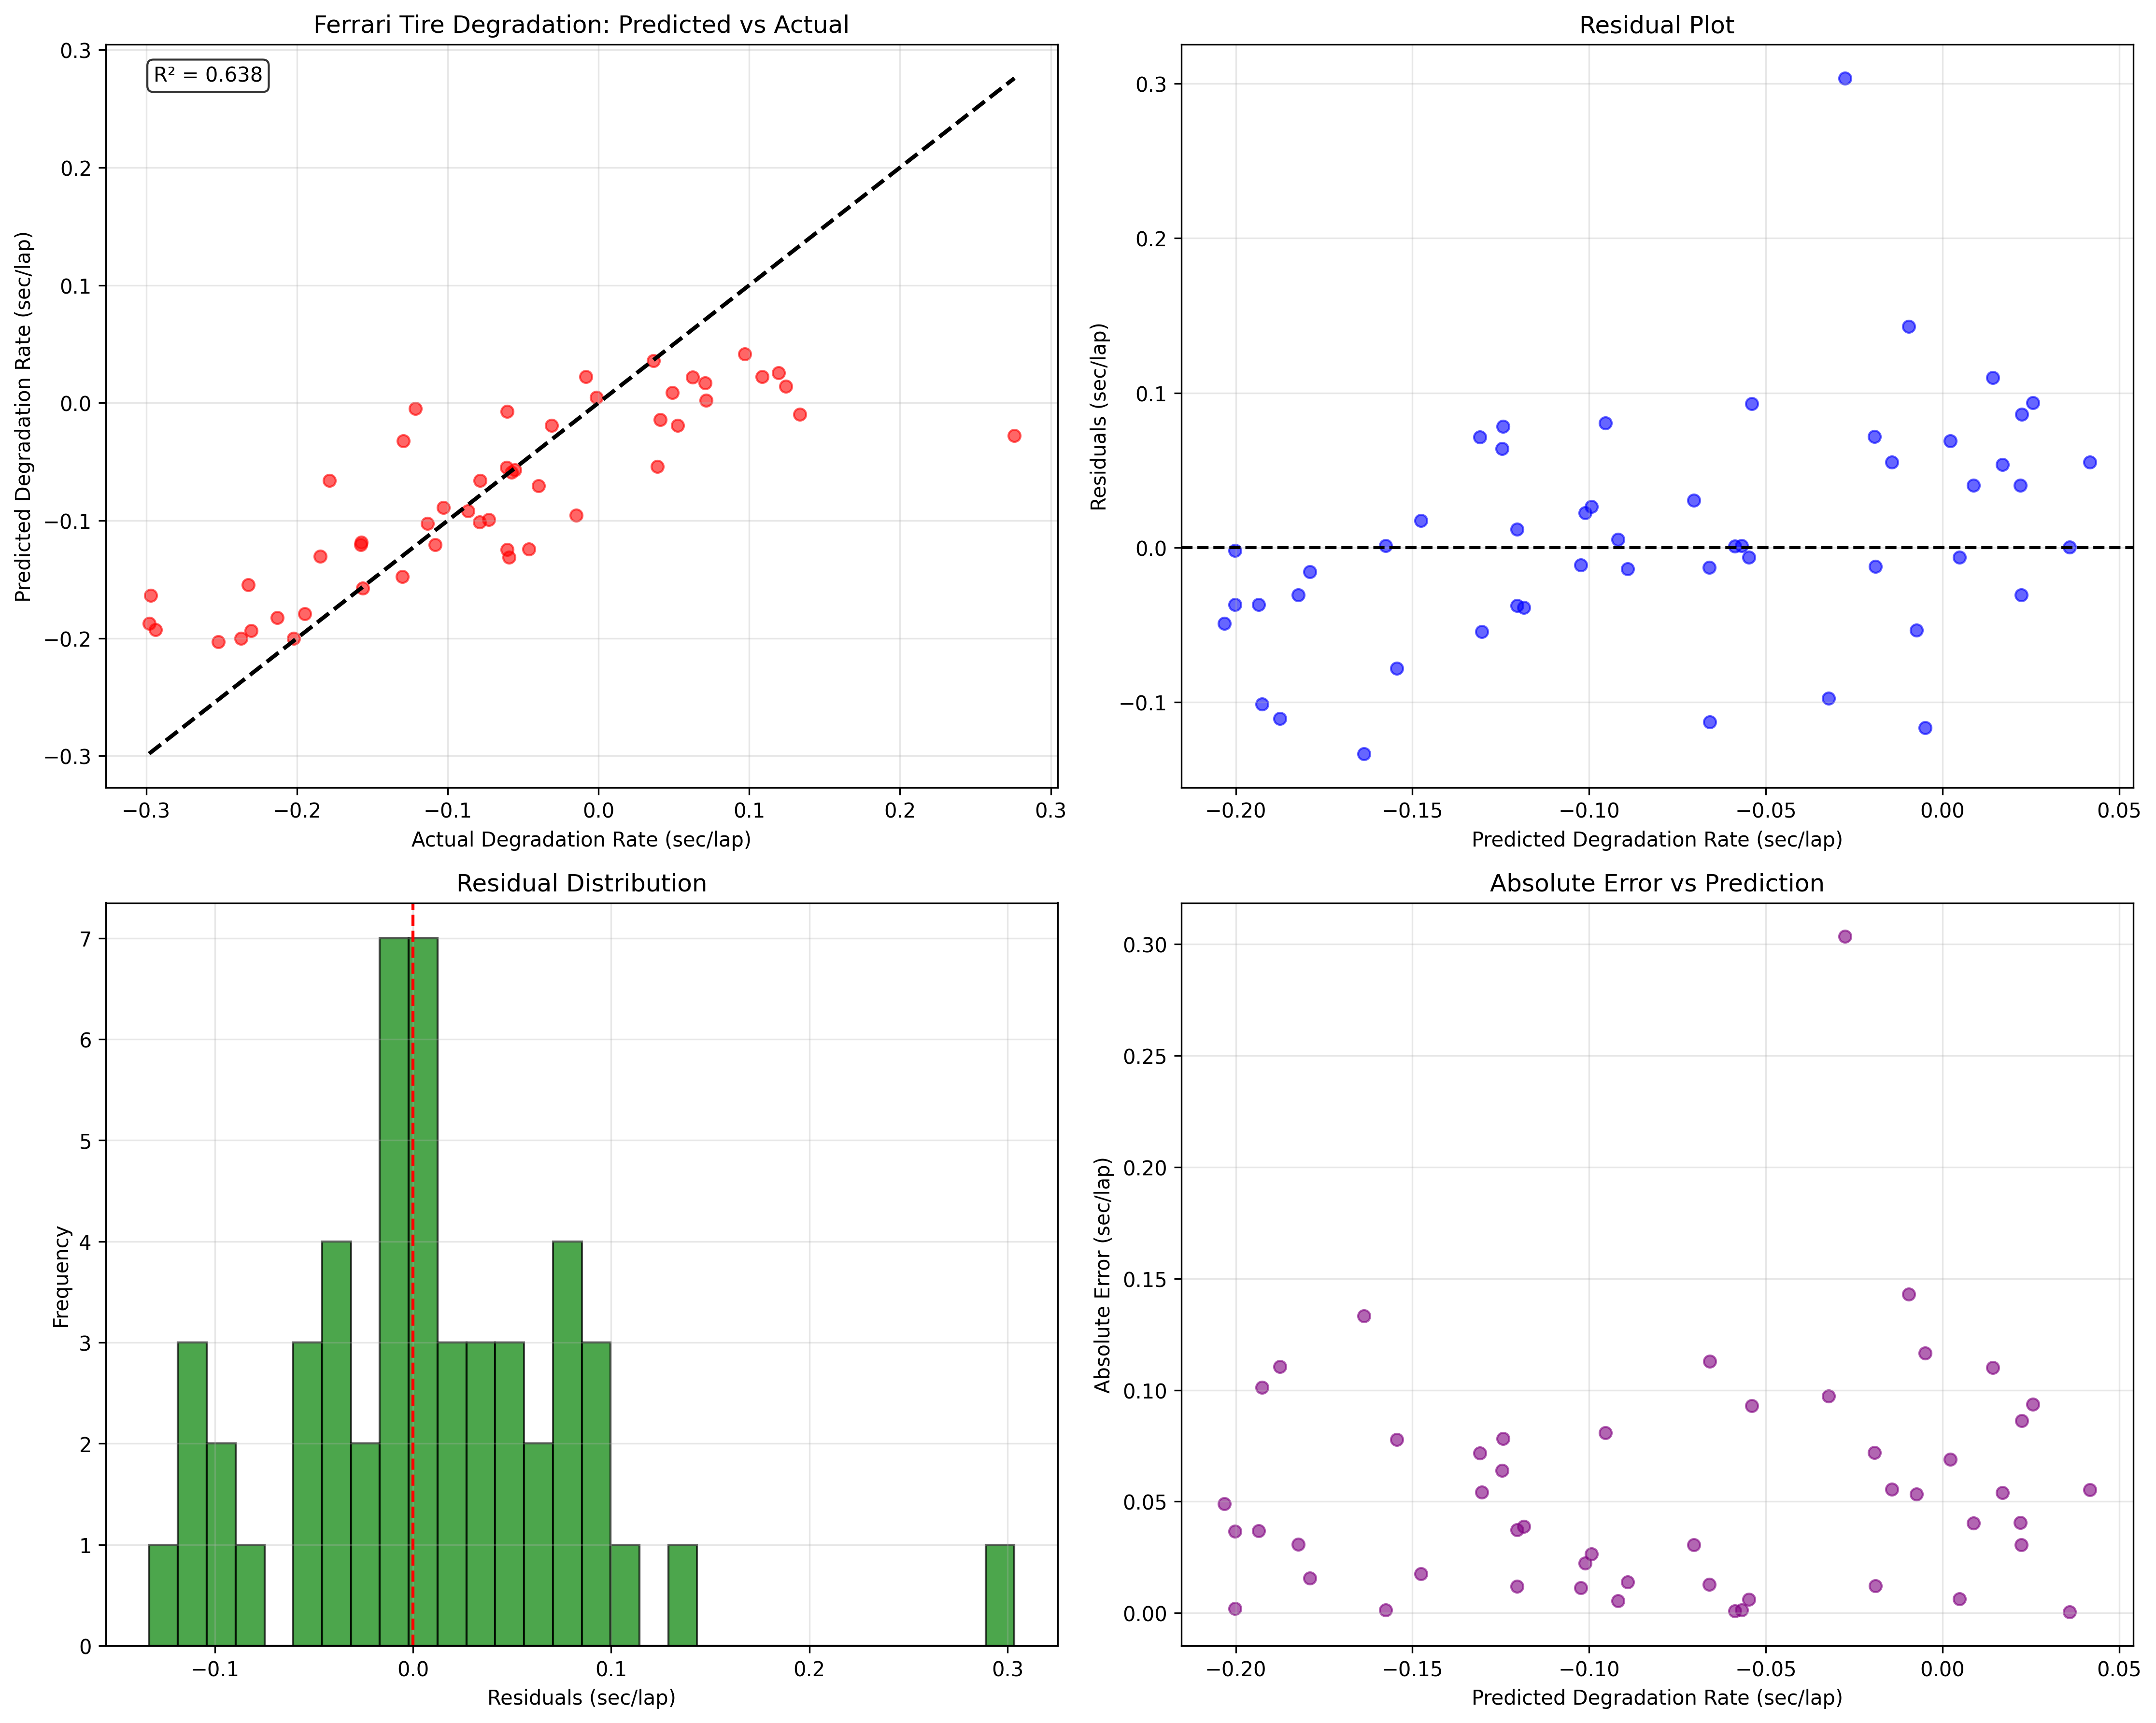 Ferrari Tire Degradation: Predicted vs Actual
R² = 0.638
Predicted Degradation Rate (sec/lap)
0.3
0.2
0.1
0.0
−0.1
−0.2
−0.3
−0.3 −0.2 −0.1 0.0 0.1 0.2 0.3
Actual Degradation Rate (sec/lap)
Residual Plot
Residuals (sec/lap)
0.3
0.2
0.1
0.0
−0.1
−0.20 −0.15 −0.10 −0.05 0.00 0.05
Predicted Degradation Rate (sec/lap)
Residual Distribution
Frequency
7
6
5
4
3
2
1
0
−0.1 0.0 0.1 0.2 0.3
Residuals (sec/lap)
Absolute Error vs Prediction
Absolute Error (sec/lap)
0.30
0.25
0.20
0.15
0.10
0.05
0.00
−0.20 −0.15 −0.10 −0.05 0.00 0.05
Predicted Degradation Rate (sec/lap)